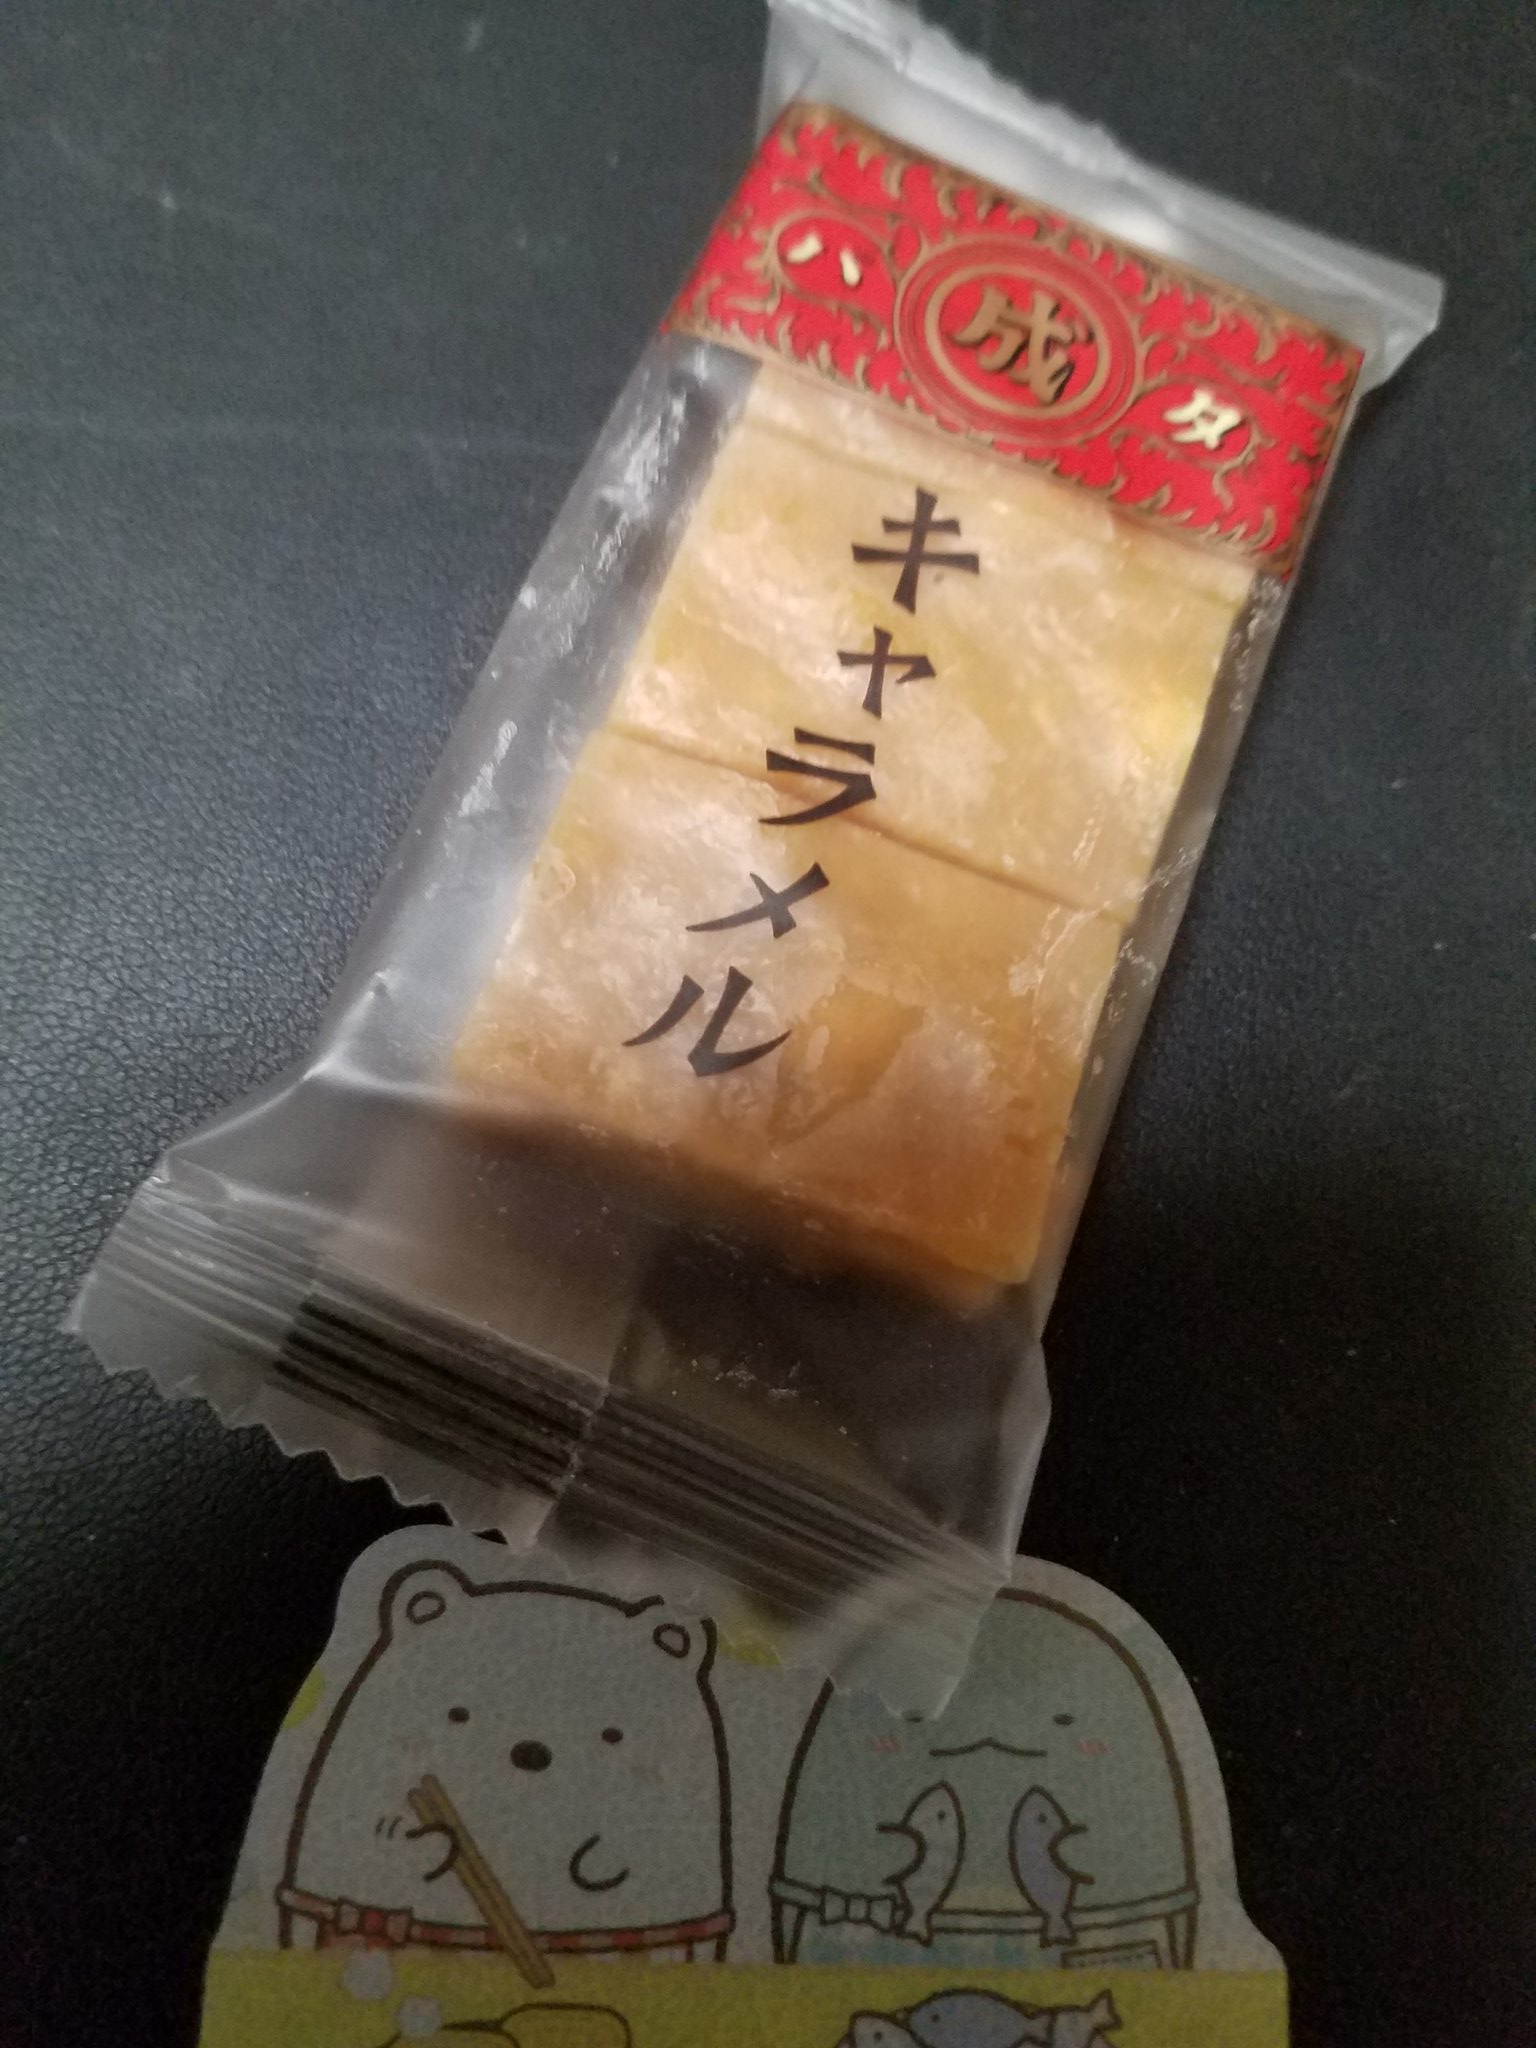 ハ 成 タ
キャラメル